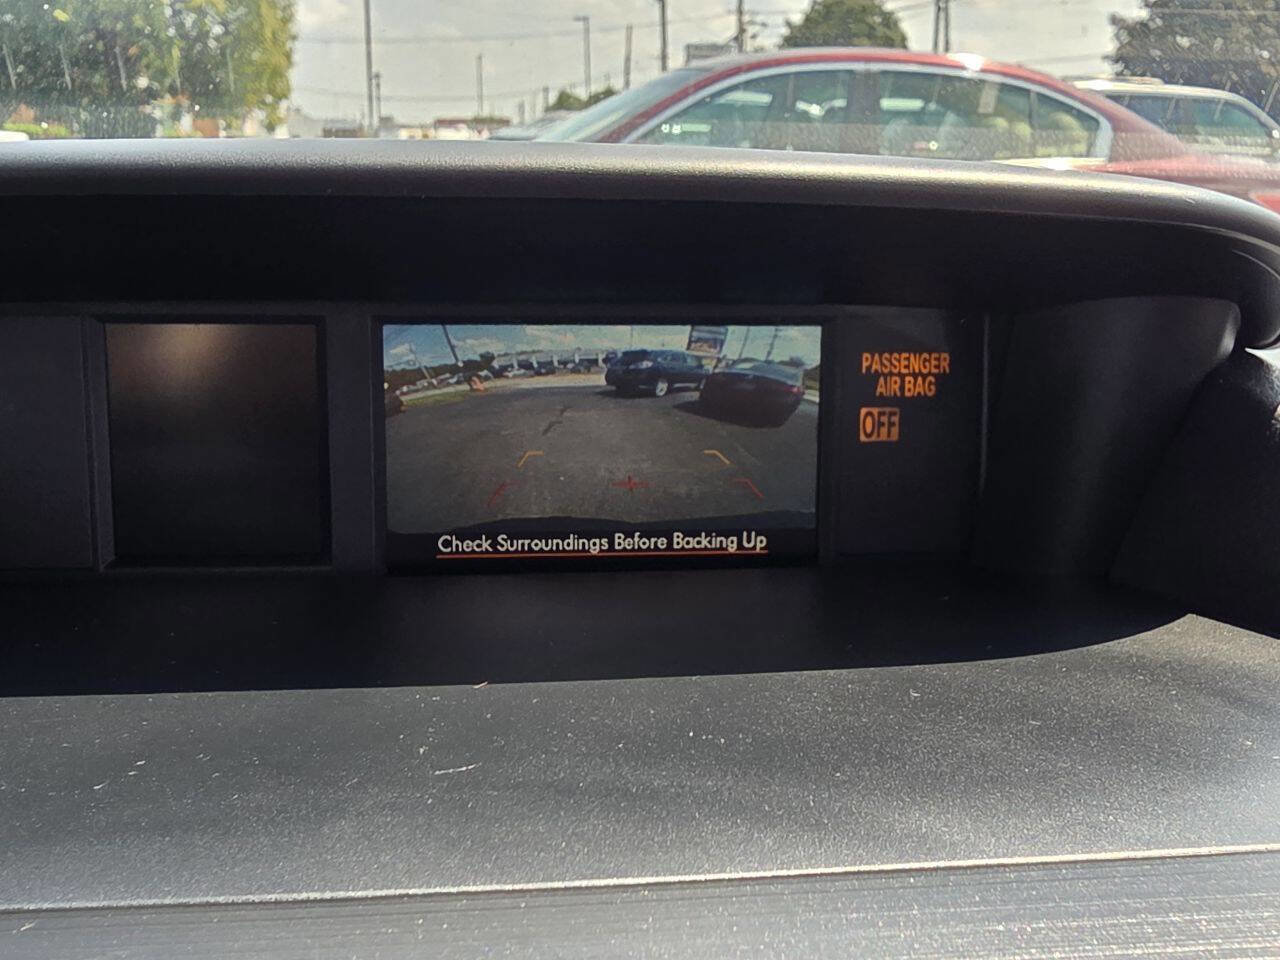 PASSENGER
AIR BAG
OFF
Check Surroundings Before Backing Up